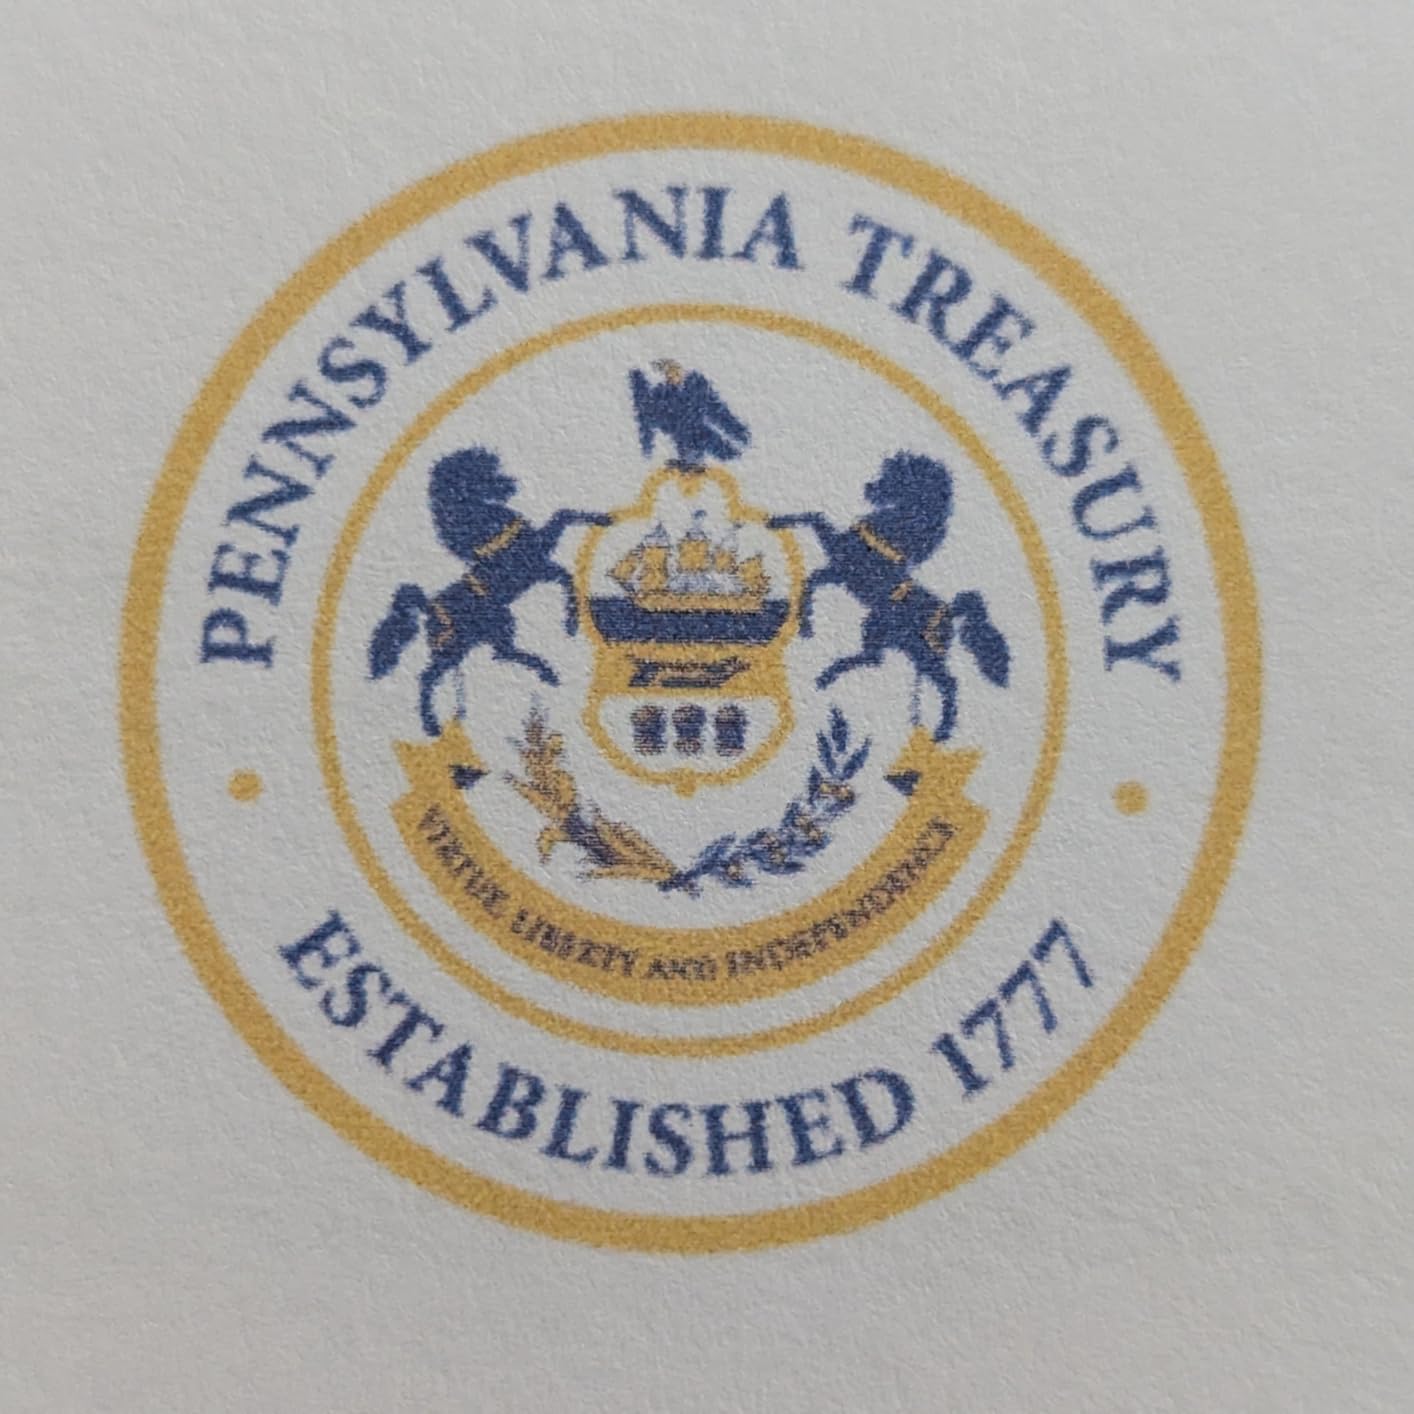 PENNSYLVANIA TREASURY
VIRTUE, LIBERTY AND INDEPENDENCE
ESTABLISHED 1777